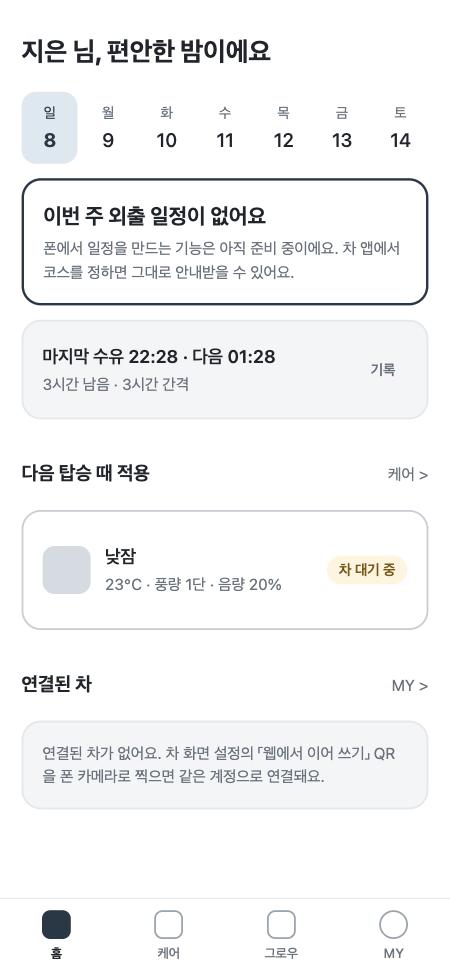 지은 님, 편안한 밤이에요
일 월 화 수 목 금 토
8 9 10 11 12 13 14
이번 주 외출 일정이 없어요
폰에서 일정을 만드는 기능은 아직 준비 중이에요. 차 앱에서
코스를 정하면 그대로 안내받을 수 있어요.
마지막 수유 22:28 · 다음 01:28
3시간 남음 · 3시간 간격
기록
다음 탑승 때 적용
케어 >
낮잠
23°C · 풍량 1단 · 음량 20%
차 대기 중
연결된 차
MY >
연결된 차가 없어요. 차 화면 설정의 「웹에서 이어 쓰기」 QR
을 폰 카메라로 찍으면 같은 계정으로 연결돼요.
홈 케어 그로우 MY